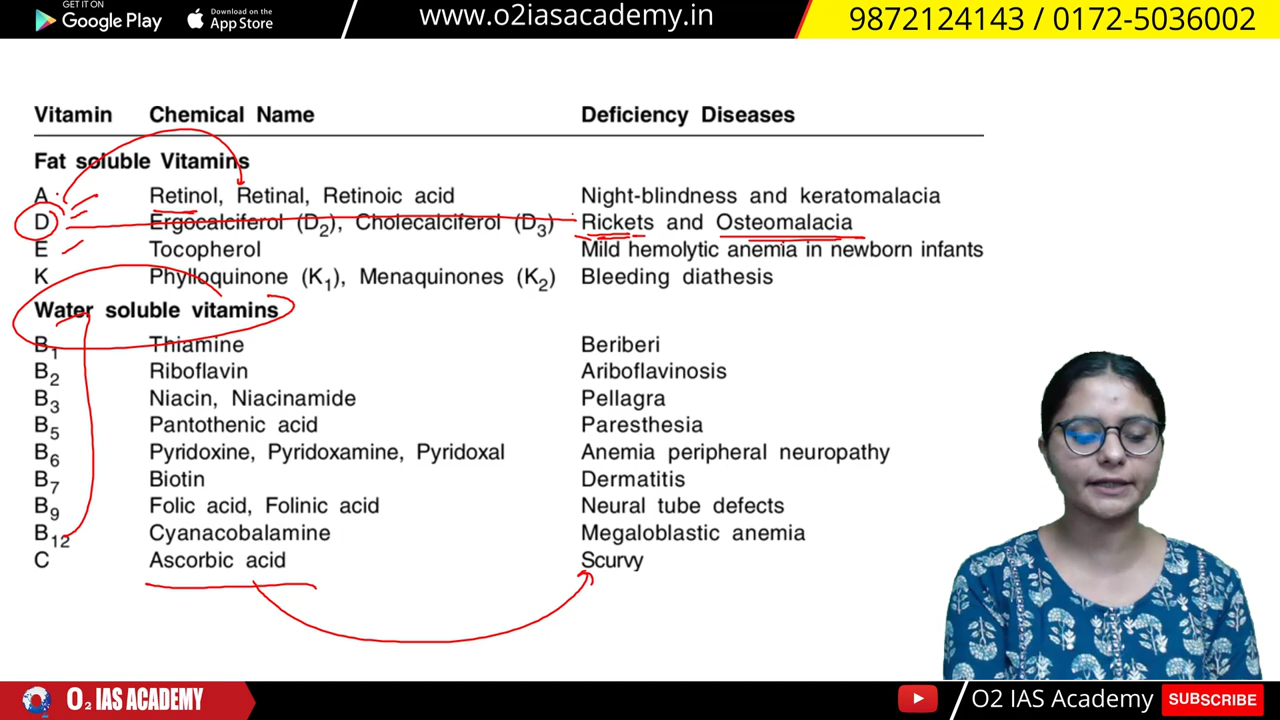 GET IT ON
Google Play
Download on the
App Store
www.o2iasacademy.in
9872124143 / 0172-5036002
Vitamin Chemical Name Deficiency Diseases
Fat soluble Vitamins
A Retinol, Retinal, Retinoic acid Night-blindness and keratomalacia
D Ergocalciferol (D2), Cholecalciferol (D3) Rickets and Osteomalacia
E Tocopherol Mild hemolytic anemia in newborn infants
K Phylloquinone (K1), Menaquinones (K2) Bleeding diathesis
Water soluble vitamins
B1 Thiamine Beriberi
B2 Riboflavin Ariboflavinosis
B3 Niacin, Niacinamide Pellagra
B5 Pantothenic acid Paresthesia
B6 Pyridoxine, Pyridoxamine, Pyridoxal Anemia peripheral neuropathy
B7 Biotin Dermatitis
B9 Folic acid, Folinic acid Neural tube defects
B12 Cyanacobalamine Megaloblastic anemia
C Ascorbic acid Scurvy
O2 IAS ACADEMY
O2 IAS Academy
SUBSCRIBE